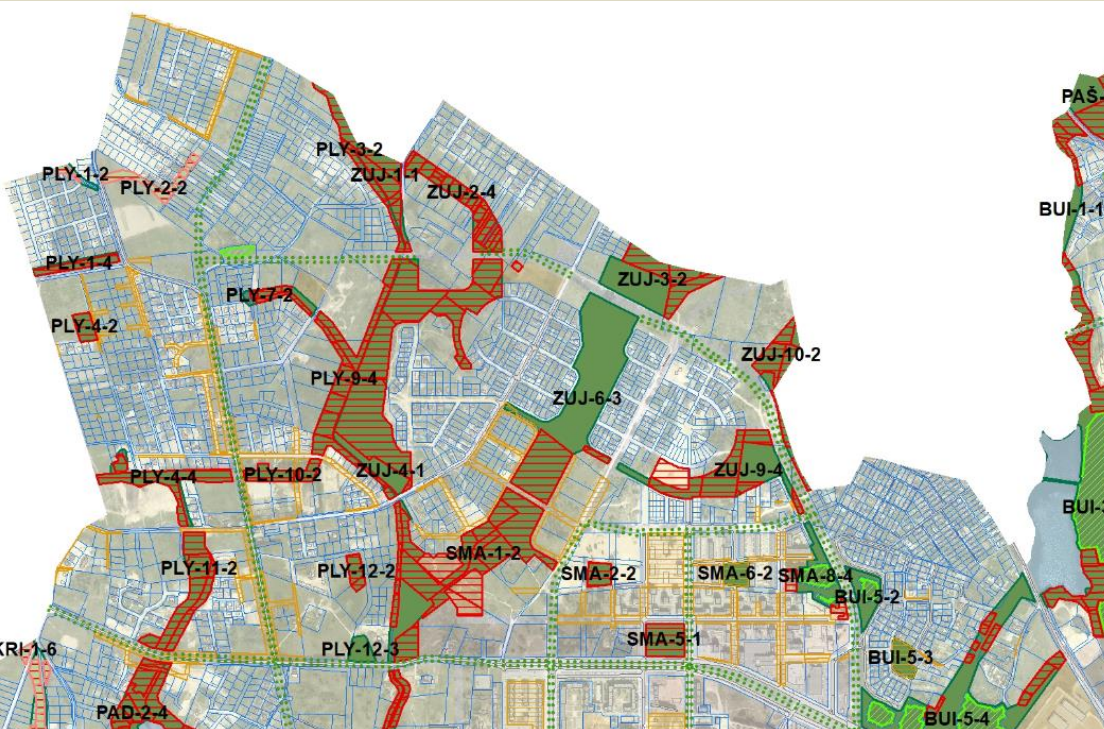 PAŠ-
PLY-3-2
PLY-1-2
ZUJ-1-1
PLY-2-2
ZUJ-2-4
BUI-1-1
PLY-1-4
ZUJ-3-2
PLY-7-2
PLY-4-2
ZUJ-10-2
PLY-9-4
ZUJ-6-3
PLY-4-4
PLY-10-2
ZUJ-4-1
ZUJ-9-4
BUI-
SMA-1-2
PLY-11-2
PLY-12-2
SMA-2-2
SMA-6-2
SMA-8-4
BUI-5-2
SMA-5-1
KRI-1-6
PLY-12-3
BUI-5-3
PAD-2-4
BUI-5-4